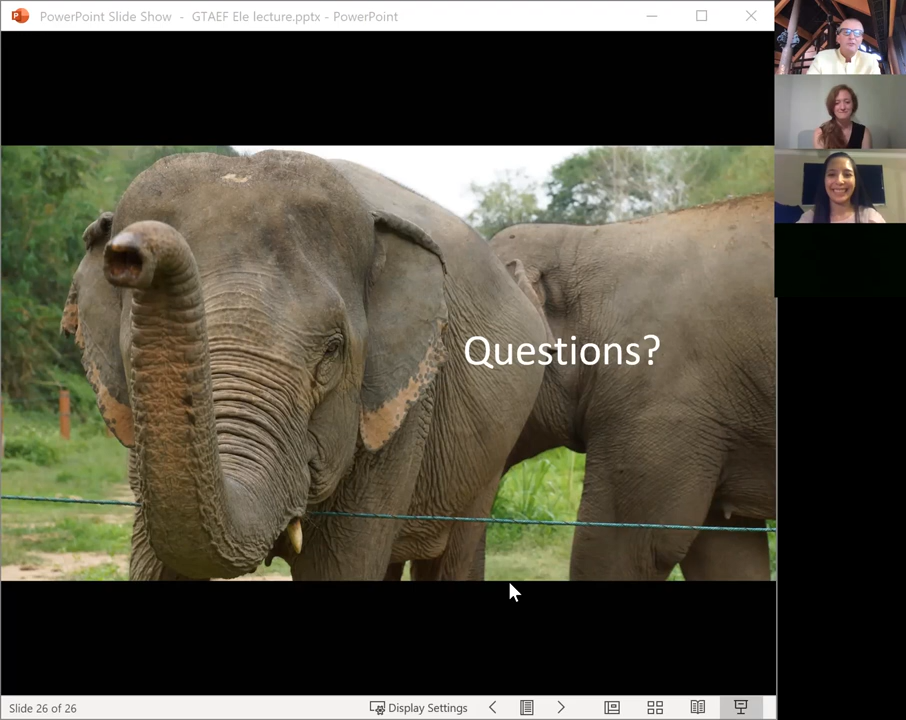 PowerPoint Slide Show - GTAEF Ele lecture.pptx - PowerPoint
Questions?
Slide 26 of 26
Display Settings